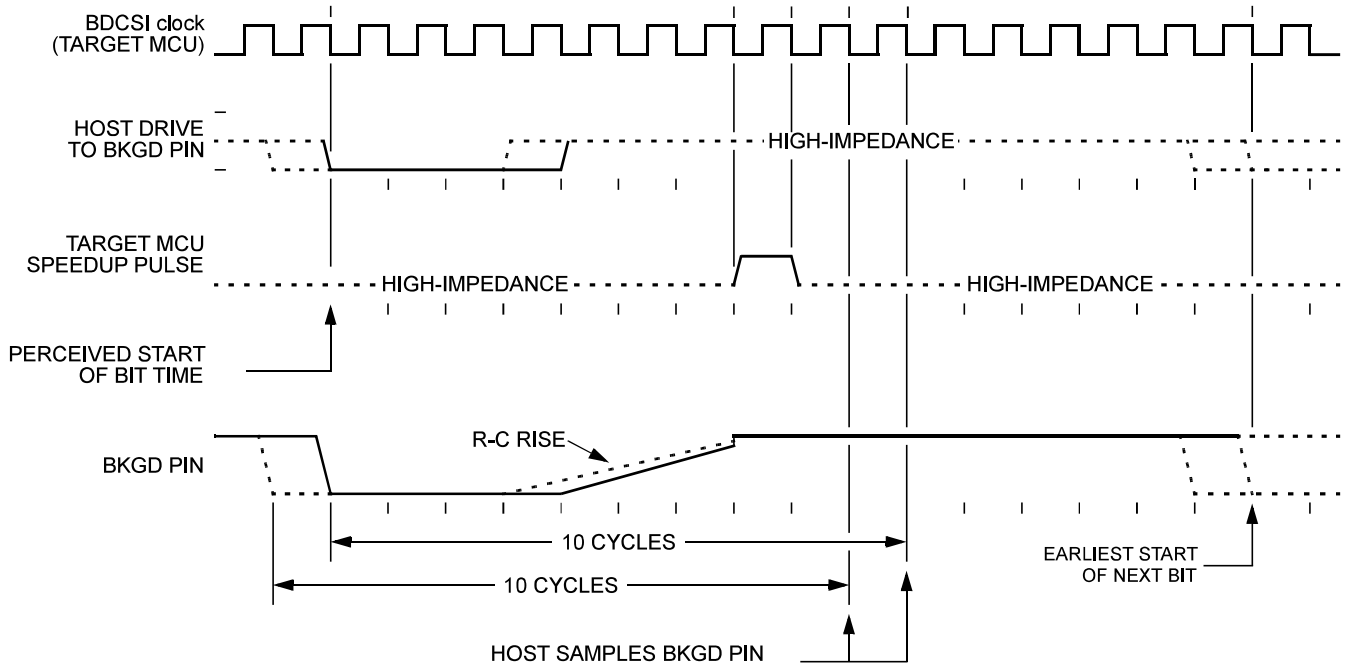 BDCSI clock
(TARGET MCU)
HOST DRIVE
TO BKGD PIN
HIGH-IMPEDANCE
TARGET MCU
SPEEDUP PULSE
HIGH-IMPEDANCE
HIGH-IMPEDANCE
PERCEIVED START
OF BIT TIME
R-C RISE
BKGD PIN
10 CYCLES
EARLIEST START
OF NEXT BIT
10 CYCLES
HOST SAMPLES BKGD PIN